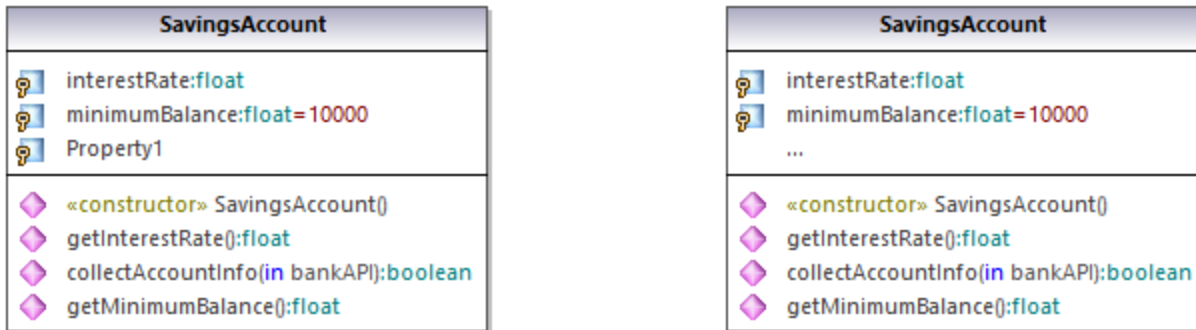 SavingsAccount
interestRate:float
minimumBalance:float=10000
Property1
«constructor» SavingsAccount()
getInterestRate():float
collectAccountInfo(in bankAPI):boolean
getMinimumBalance():float
SavingsAccount
interestRate:float
minimumBalance:float=10000
...
«constructor» SavingsAccount()
getInterestRate():float
collectAccountInfo(in bankAPI):boolean
getMinimumBalance():float